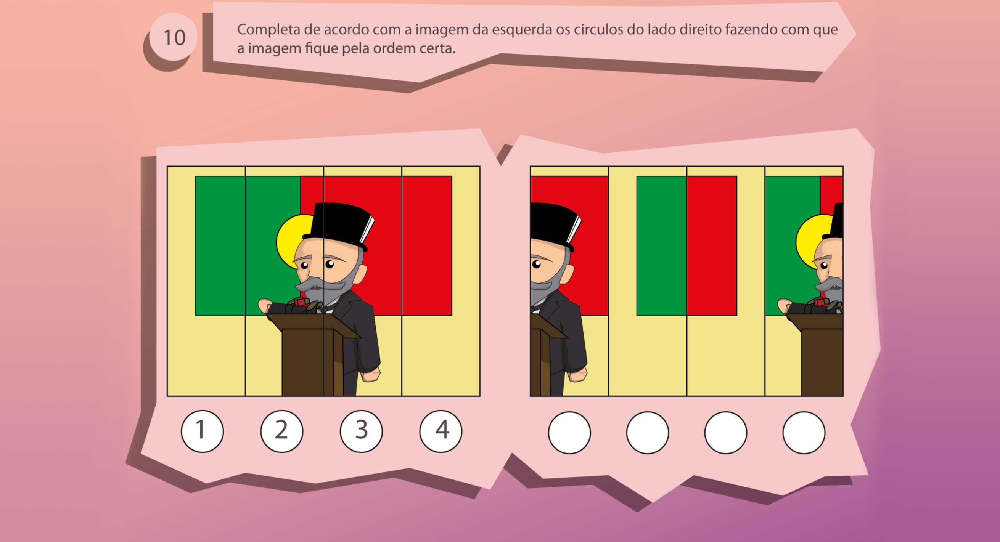 10
Completa de acordo com a imagem da esquerda os circulos do lado direito fazendo com que
a imagem fique pela ordem certa.
1 2 3 4